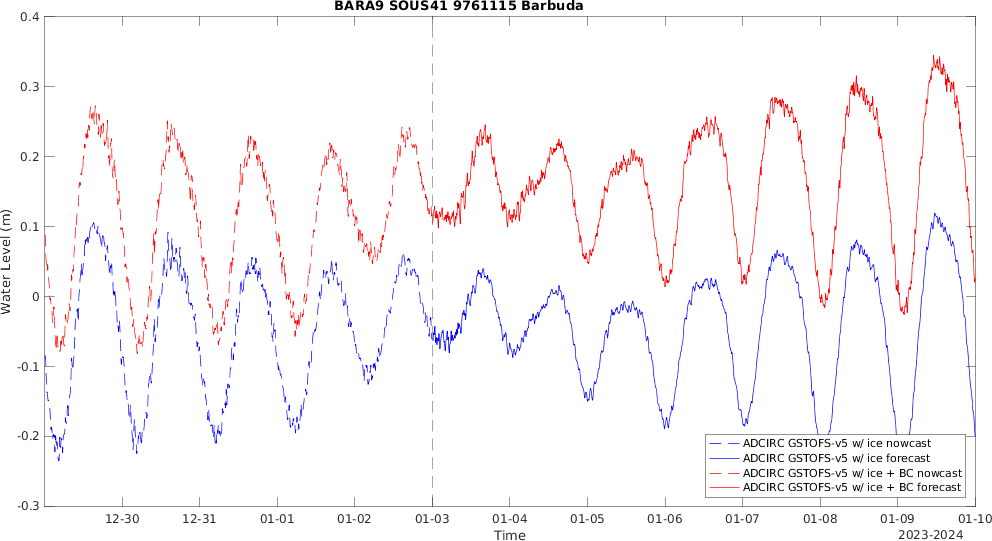 BARA9 SOUS41 9761115 Barbuda
0.4
0.3
0.2
0.1
0
-0.1
-0.2
-0.3
Water Level (m)
ADCIRC GSTOFS-v5 w/ ice nowcast
ADCIRC GSTOFS-v5 w/ ice forecast
ADCIRC GSTOFS-v5 w/ ice + BC nowcast
ADCIRC GSTOFS-v5 w/ ice + BC forecast
12-30 12-31 01-01 01-02 01-03 01-04 01-05 01-06 01-07 01-08 01-09 01-10
Time
2023-2024